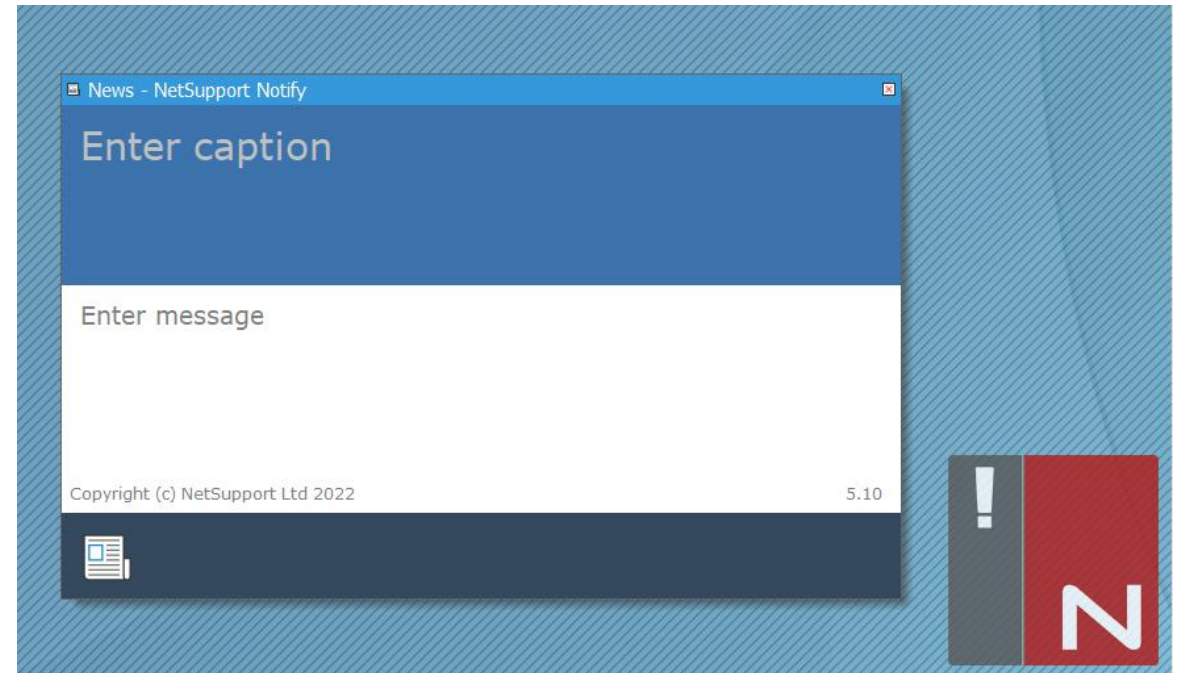 News - NetSupport Notify
Enter caption
Enter message
Copyright (c) NetSupport Ltd 2022
5.10
!
N